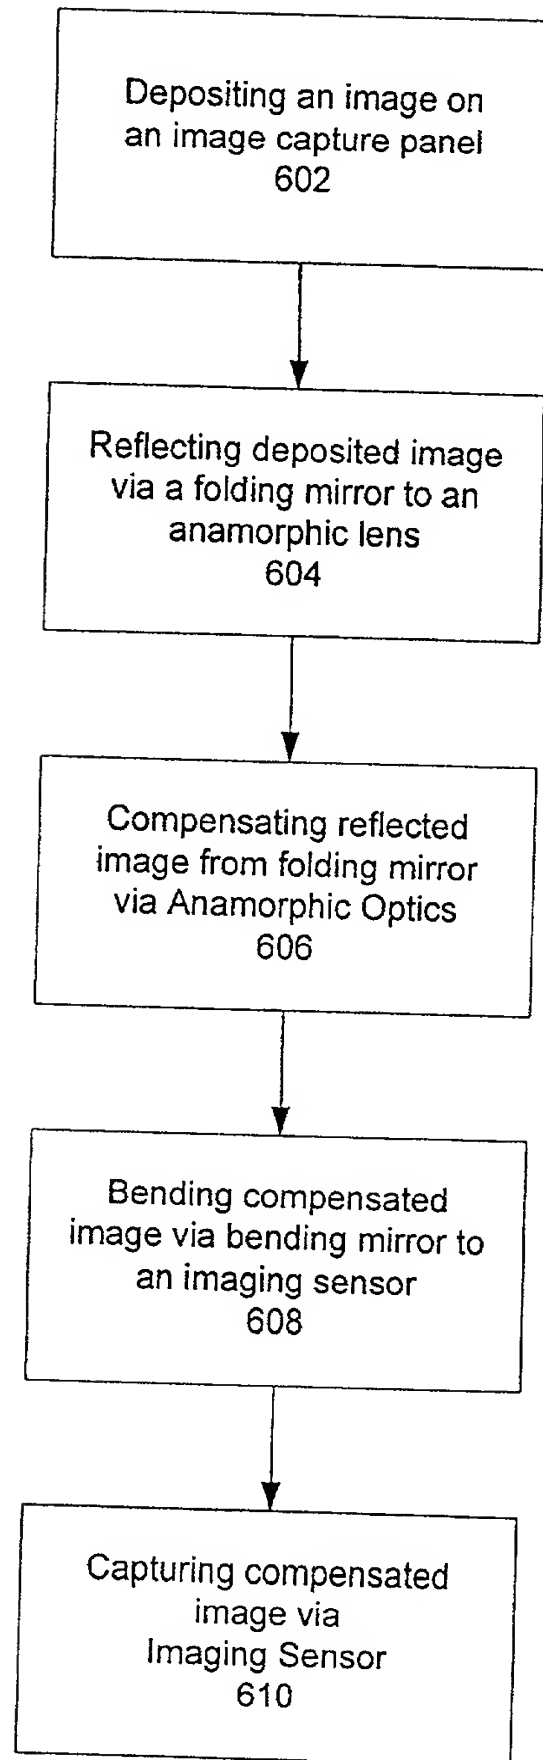 Depositing an image on
an image capture panel
602
Reflecting deposited image
via a folding mirror to an
anamorphic lens
604
Compensating reflected
image from folding mirror
via Anamorphic Optics
606
Bending compensated
image via bending mirror to
an imaging sensor
608
Capturing compensated
image via
Imaging Sensor
610